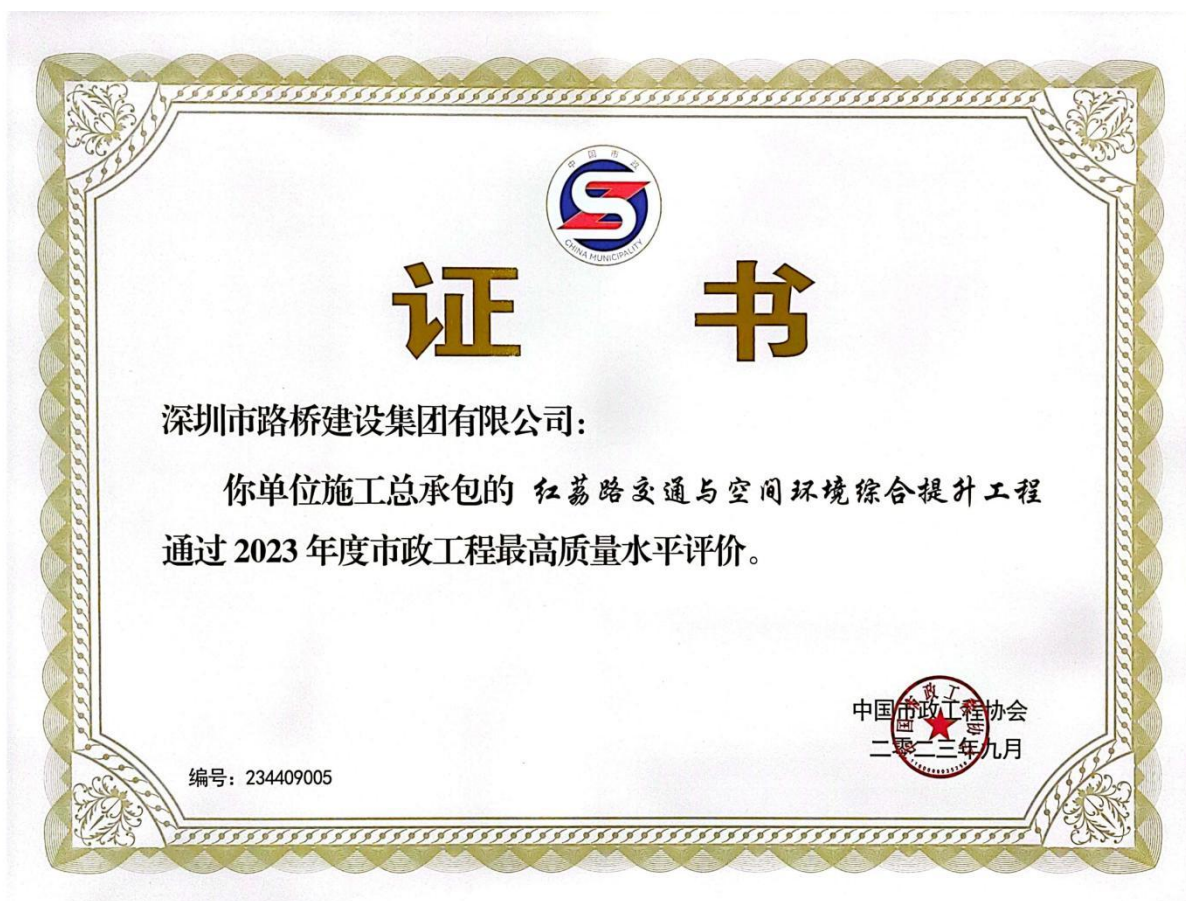 中国市政
CHINA MUNICIPALITY
证 书
深圳市路桥建设集团有限公司：
你单位施工总承包的 红荔路交通与空间环境综合提升工程
通过 2023 年度市政工程最高质量水平评价。
中国市政工程协会
二零二三年九月
编号：234409005